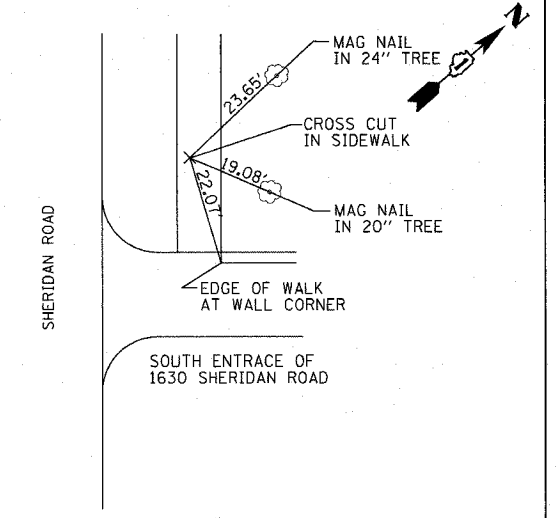 N
MAG NAIL
IN 24" TREE
23.65'
CROSS CUT
IN SIDEWALK
19.08'
22.07'
MAG NAIL
IN 20" TREE
SHERIDAN ROAD
EDGE OF WALK
AT WALL CORNER
SOUTH ENTRACE OF
1630 SHERIDAN ROAD